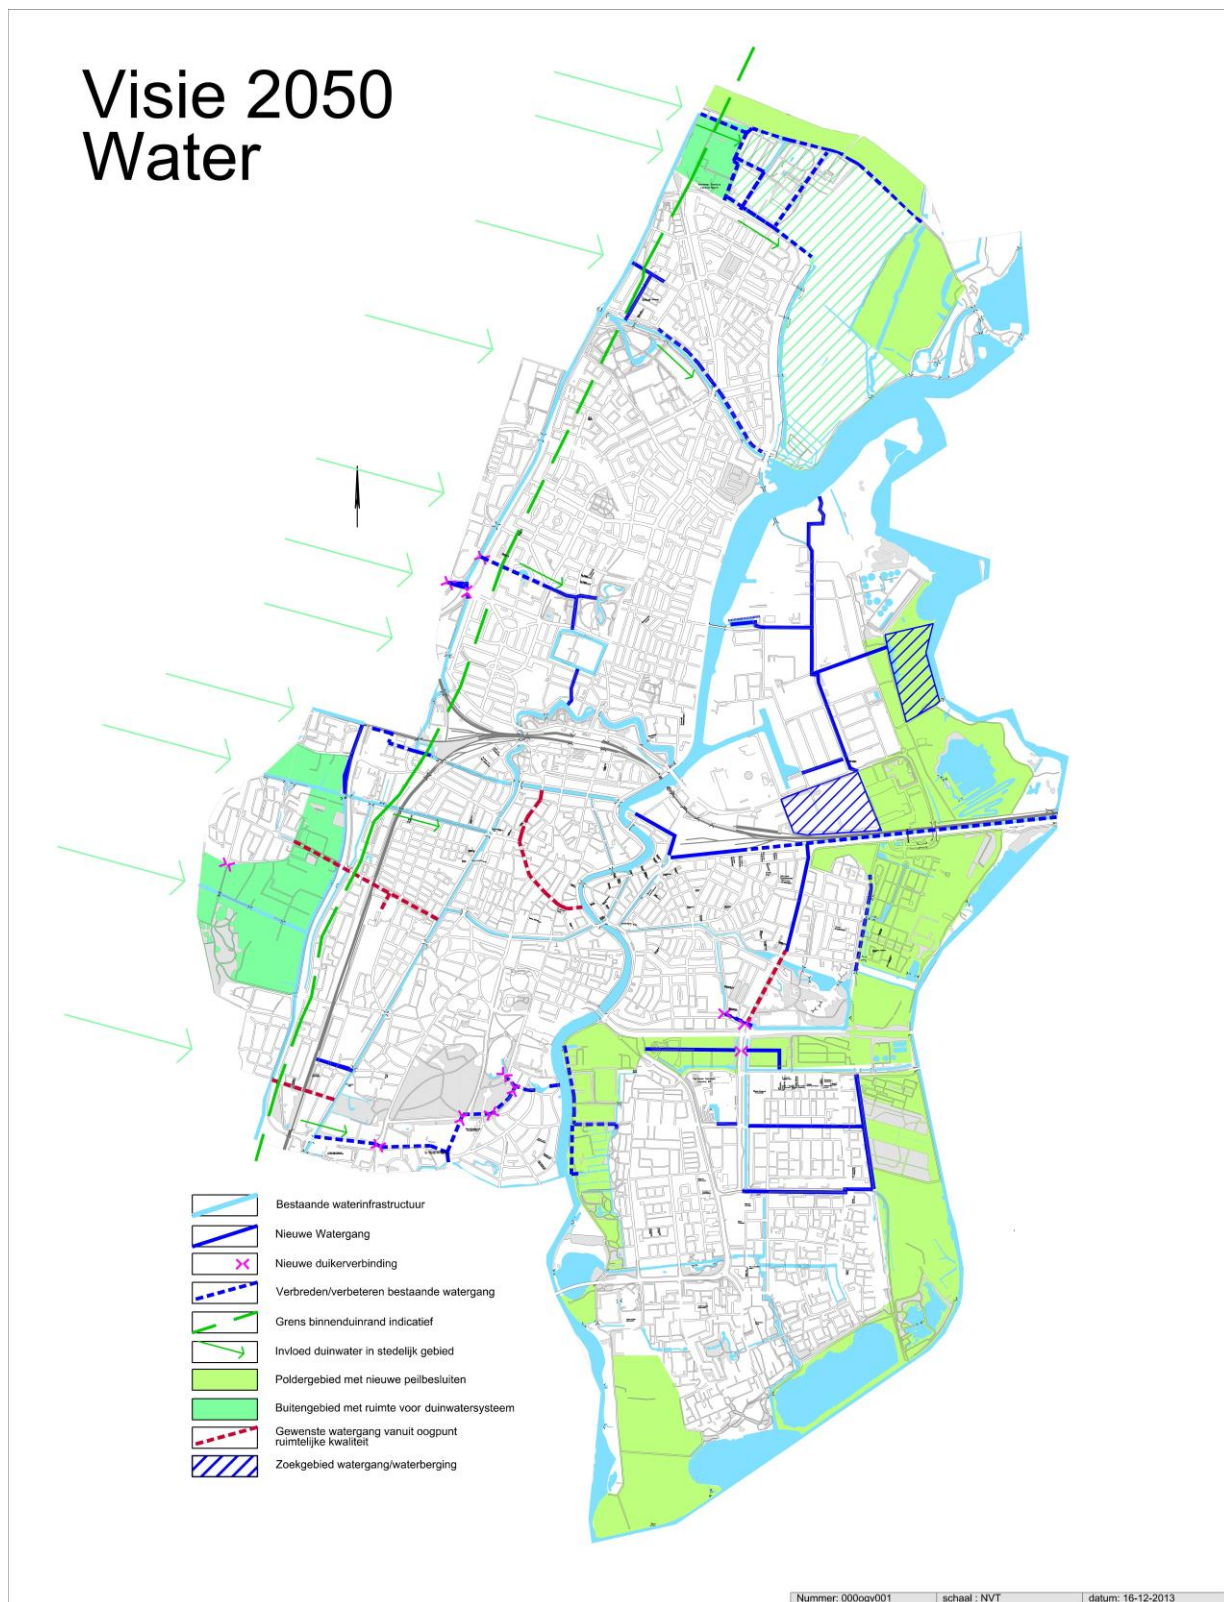 Visie 2050
Water
Bestaande waterinfrastructuur
Nieuwe Watergang
Nieuwe duikerverbinding
Verbreden/verbeteren bestaande watergang
Grens binnenduinrand indicatief
Invloed duinwater in stedelijk gebied
Poldergebied met nieuwe peilbesluiten
Buitengebied met ruimte voor duinwatersysteem
Gewenste watergang vanuit oogpunt
ruimtelijke kwaliteit
Zoekgebied watergang/waterberging
Nummer: 000ogv001 schaal : NVT datum: 16-12-2013